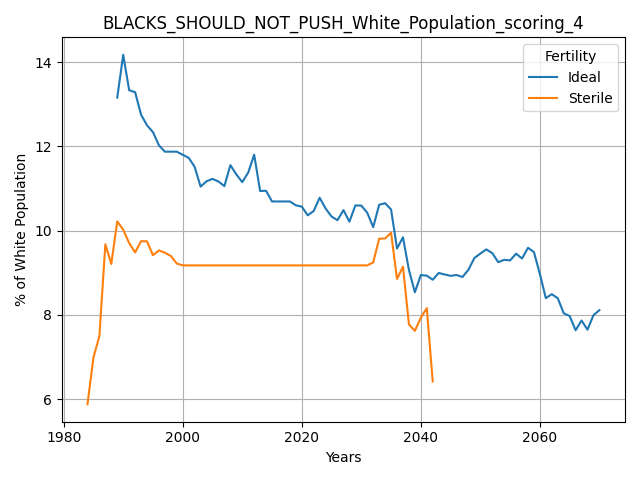 BLACKS_SHOULD_NOT_PUSH_White_Population_scoring_4
% of White Population
14
12
10
8
6
1980 2000 2020 2040 2060
Years
Fertility
Ideal
Sterile